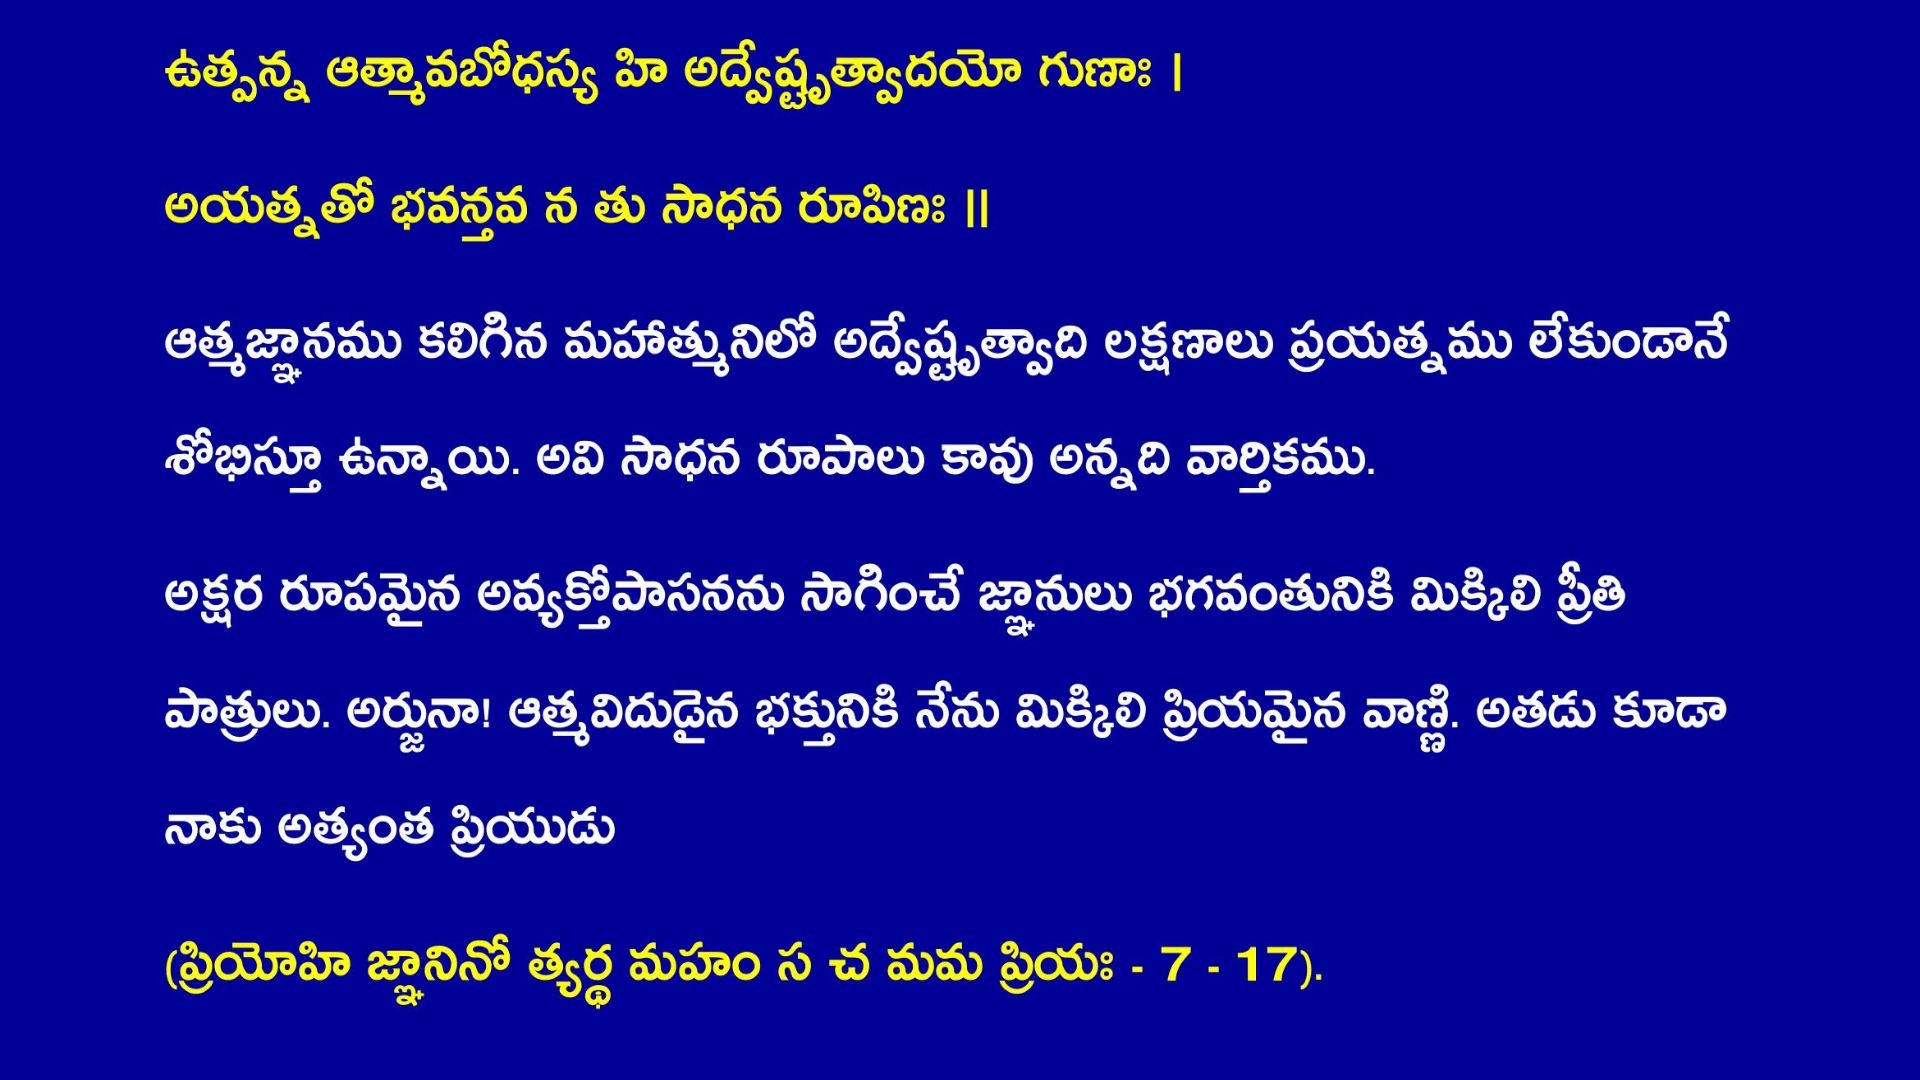 ఉత్పన్న ఆత్మావబోధస్య హి అద్వేష్టృత్వాదయో గుణాః |
అయత్నతో భవన్తవ న తు సాధన రూపిణః ||
ఆత్మజ్ఞానము కలిగిన మహాత్మునిలో అద్వేష్టృత్వాది లక్షణాలు ప్రయత్నము లేకుండానే
శోభిస్తూ ఉన్నాయి. అవి సాధన రూపాలు కావు అన్నది వార్తికము.
అక్షర రూపమైన అవ్యక్తోపాసనను సాగించే జ్ఞానులు భగవంతునికి మిక్కిలి ప్రీతి
పాత్రులు. అర్జునా! ఆత్మవిదుడైన భక్తునికి నేను మిక్కిలి ప్రియమైన వాణ్ణి. అతడు కూడా
నాకు అత్యంత ప్రియుడు
(ప్రియోహి జ్ఞానినో త్యర్థ మహం స చ మమ ప్రియః - 7 - 17).